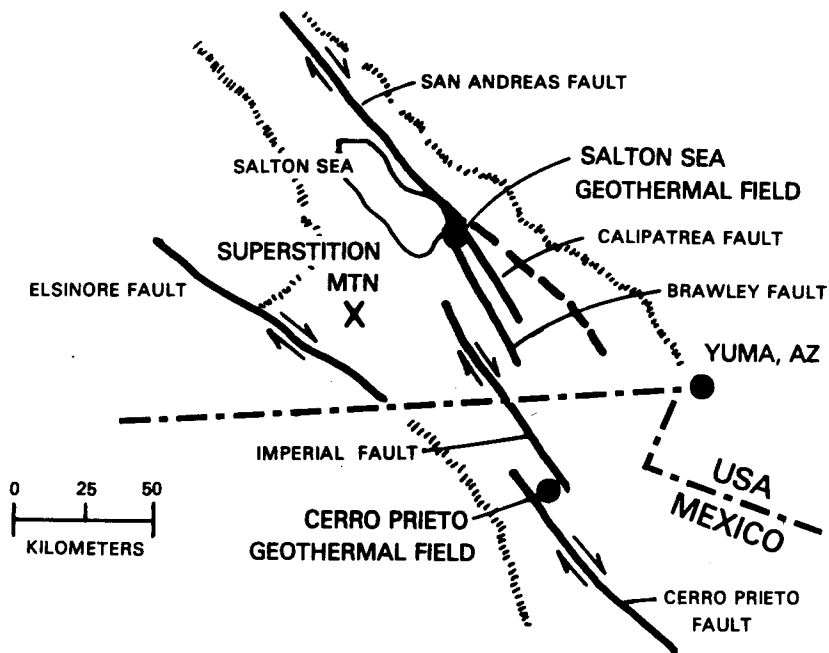 SAN ANDREAS FAULT
SALTON SEA
SALTON SEA
GEOTHERMAL FIELD
CALIPATREA FAULT
SUPERSTITION
MTN
ELSINORE FAULT
BRAWLEY FAULT
YUMA, AZ
IMPERIAL FAULT
USA
MEXICO
0 25 50
KILOMETERS
CERRO PRIETO
GEOTHERMAL FIELD
CERRO PRIETO
FAULT